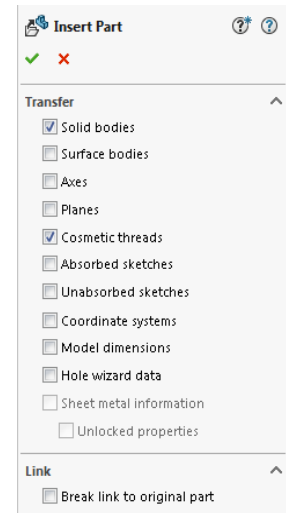 Insert Part
Transfer
Solid bodies
Surface bodies
Axes
Planes
Cosmetic threads
Absorbed sketches
Unabsorbed sketches
Coordinate systems
Model dimensions
Hole wizard data
Sheet metal information
Unlocked properties
Link
Break link to original part